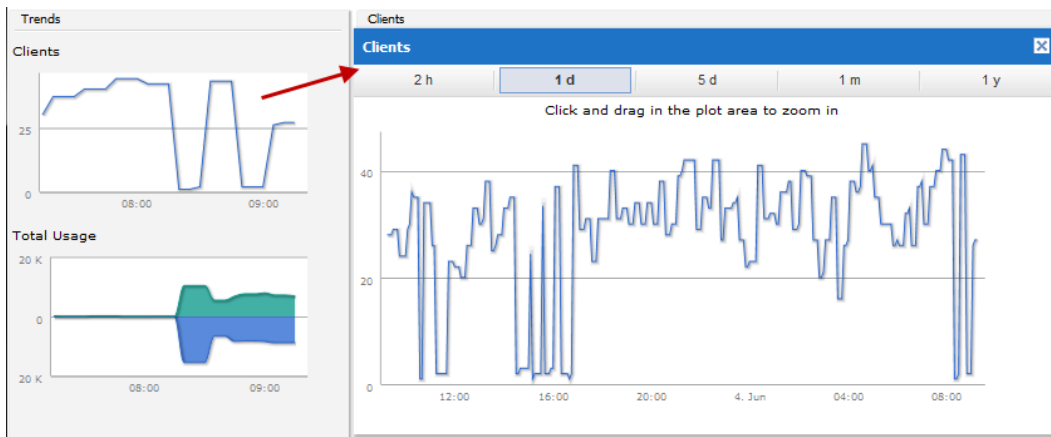 Trends
Clients
25
0
08:00
09:00
Total Usage
20 K
0
20 K
08:00
09:00
Clients
Clients
2 h
1 d
5 d
1 m
1 y
Click and drag in the plot area to zoom in
40
20
0
12:00
16:00
20:00
4. Jun
04:00
08:00